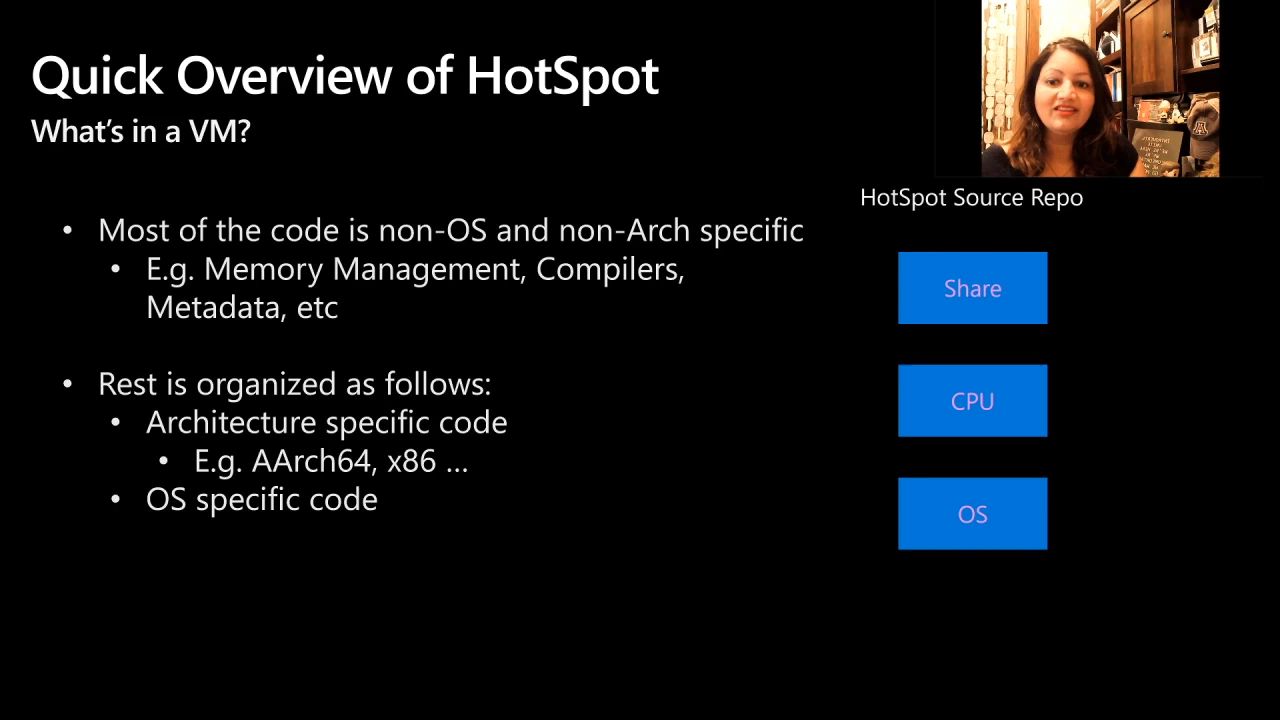 Quick Overview of HotSpot
What's in a VM?
HotSpot Source Repo
• Most of the code is non-OS and non-Arch specific
• E.g. Memory Management, Compilers,
Metadata, etc
• Rest is organized as follows:
• Architecture specific code
• E.g. AArch64, x86 ...
• OS specific code
Share
CPU
OS